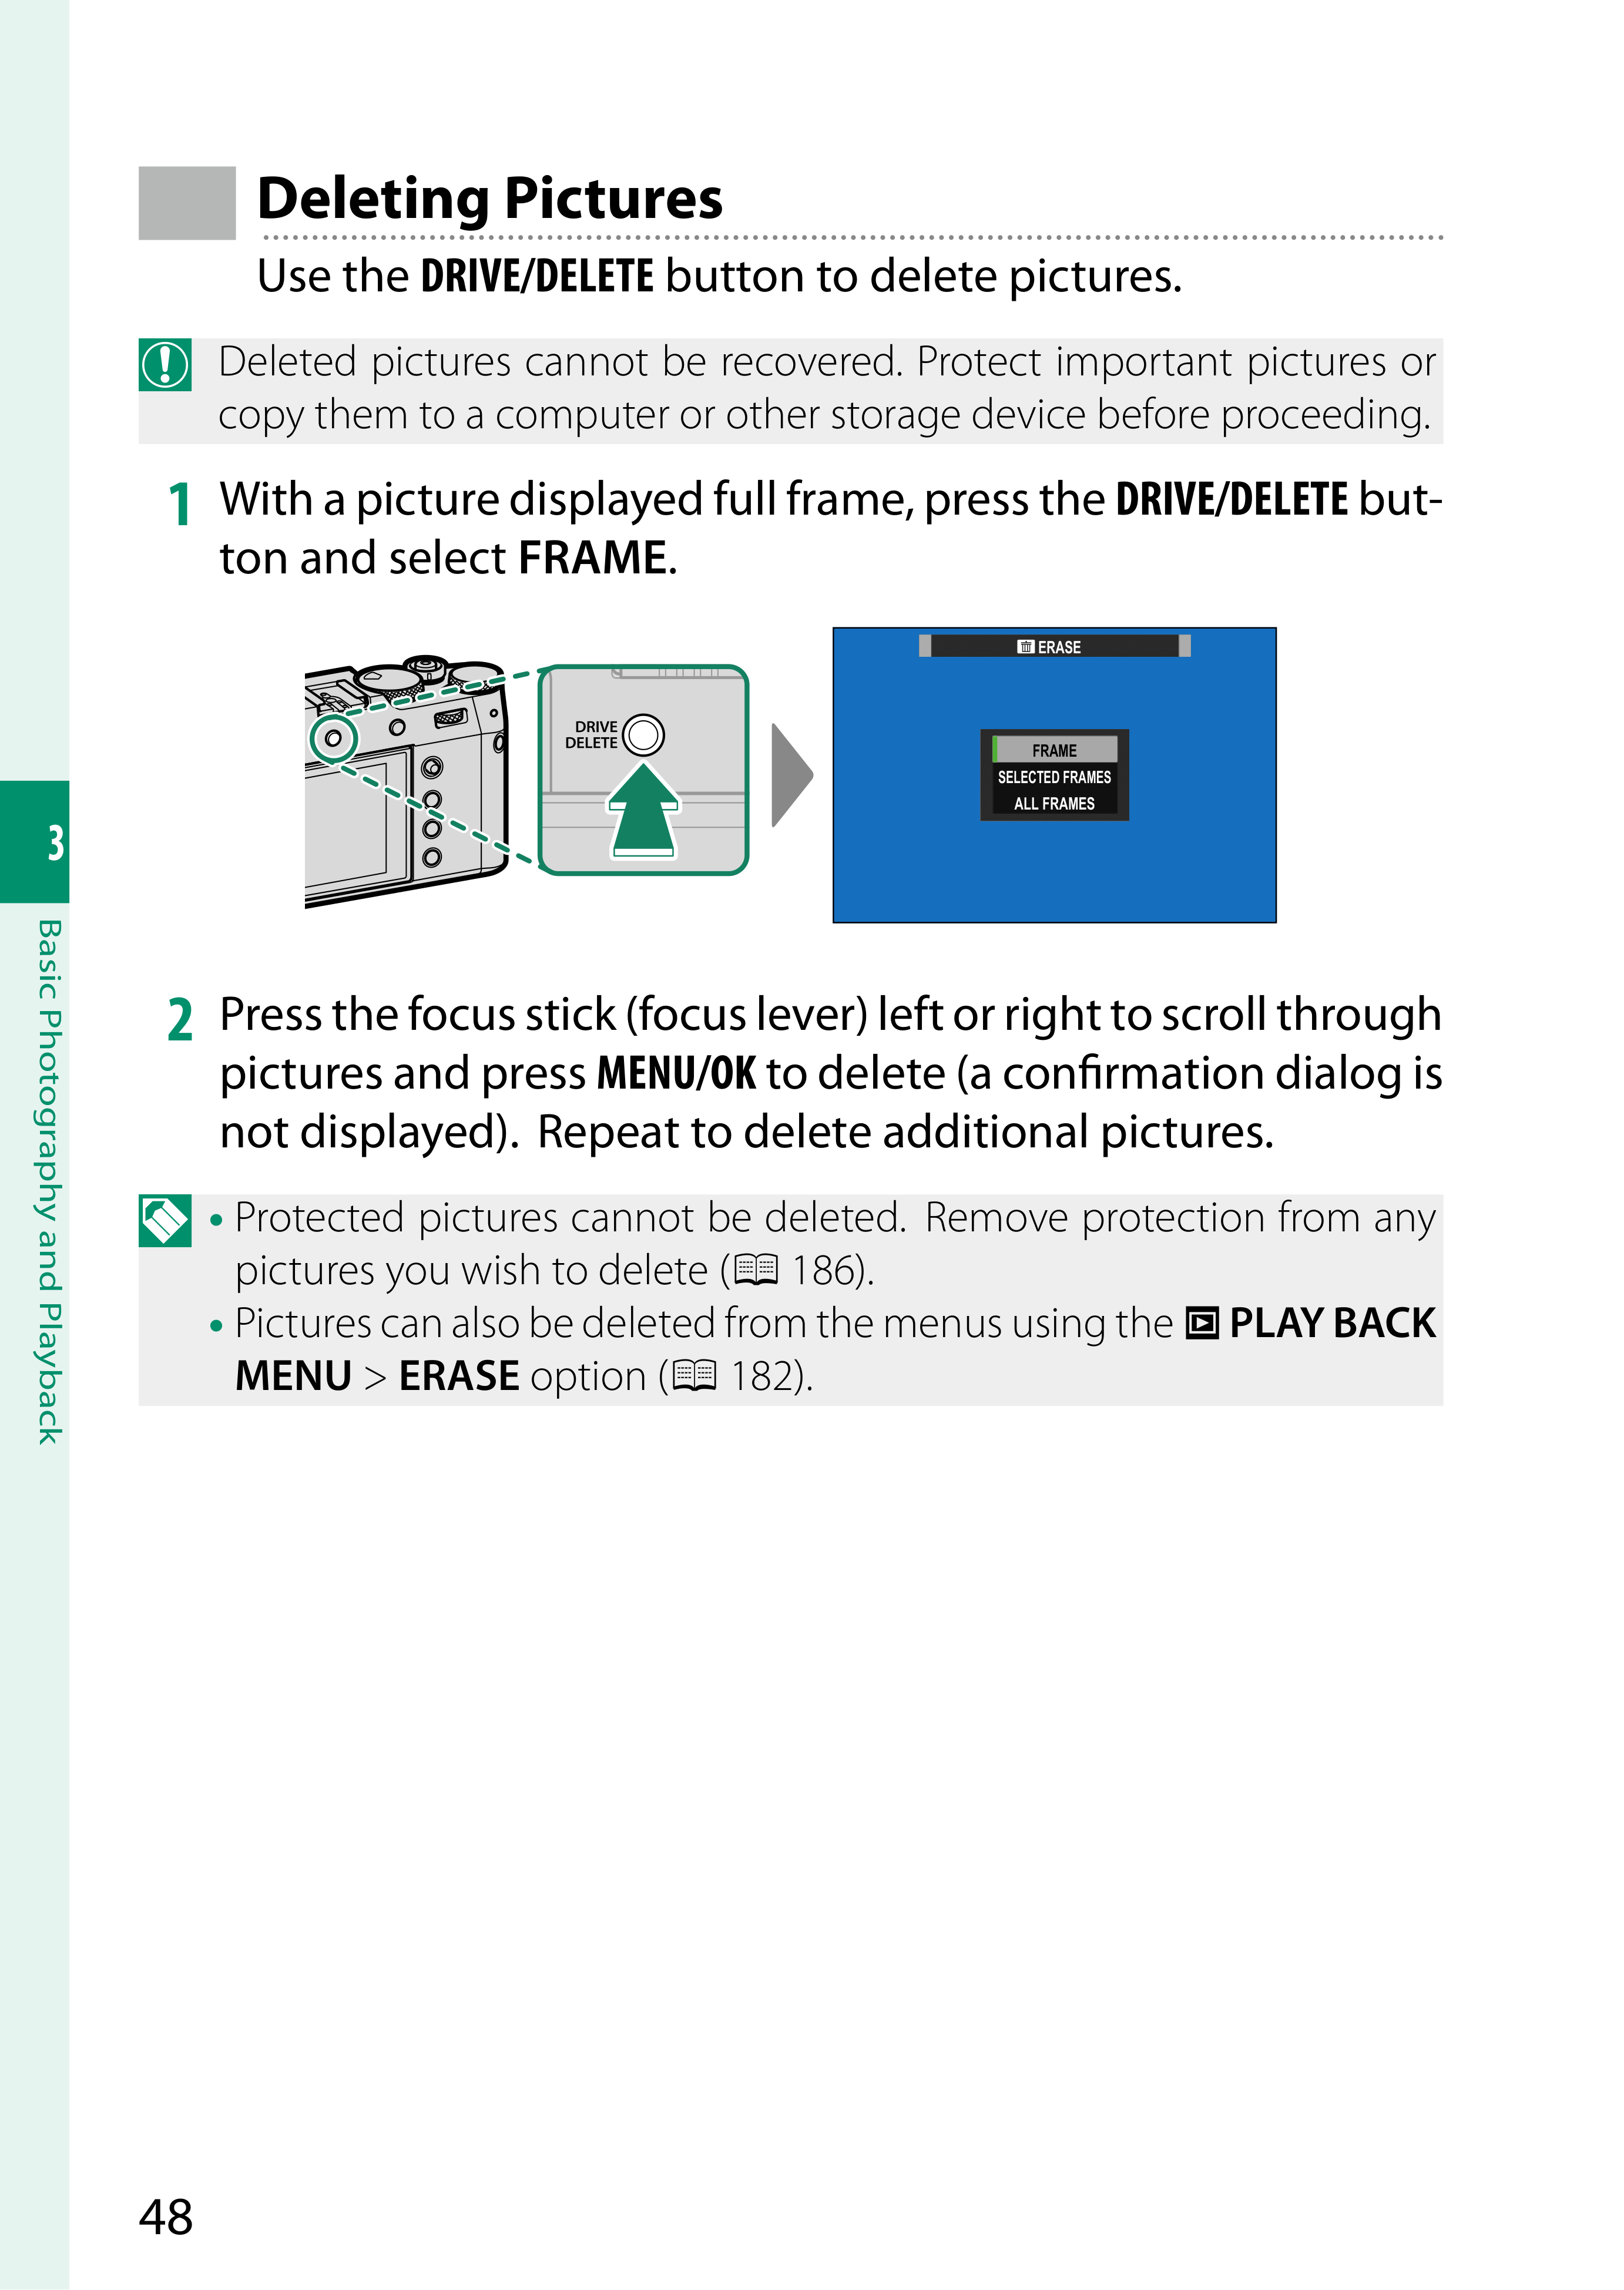 Deleting Pictures
Use the DRIVE/DELETE button to delete pictures.
Deleted pictures cannot be recovered. Protect important pictures or
copy them to a computer or other storage device before proceeding.
1 With a picture displayed full frame, press the DRIVE/DELETE but-
ton and select FRAME.
DRIVE
DELETE
ERASE
FRAME
SELECTED FRAMES
ALL FRAMES
2 Press the focus stick (focus lever) left or right to scroll through
pictures and press MENU/OK to delete (a confirmation dialog is
not displayed). Repeat to delete additional pictures.
• Protected pictures cannot be deleted. Remove protection from any
pictures you wish to delete (📖 186).
• Pictures can also be deleted from the menus using the ▶ PLAY BACK
MENU > ERASE option (📖 182).
3
Basic Photography and Playback
48